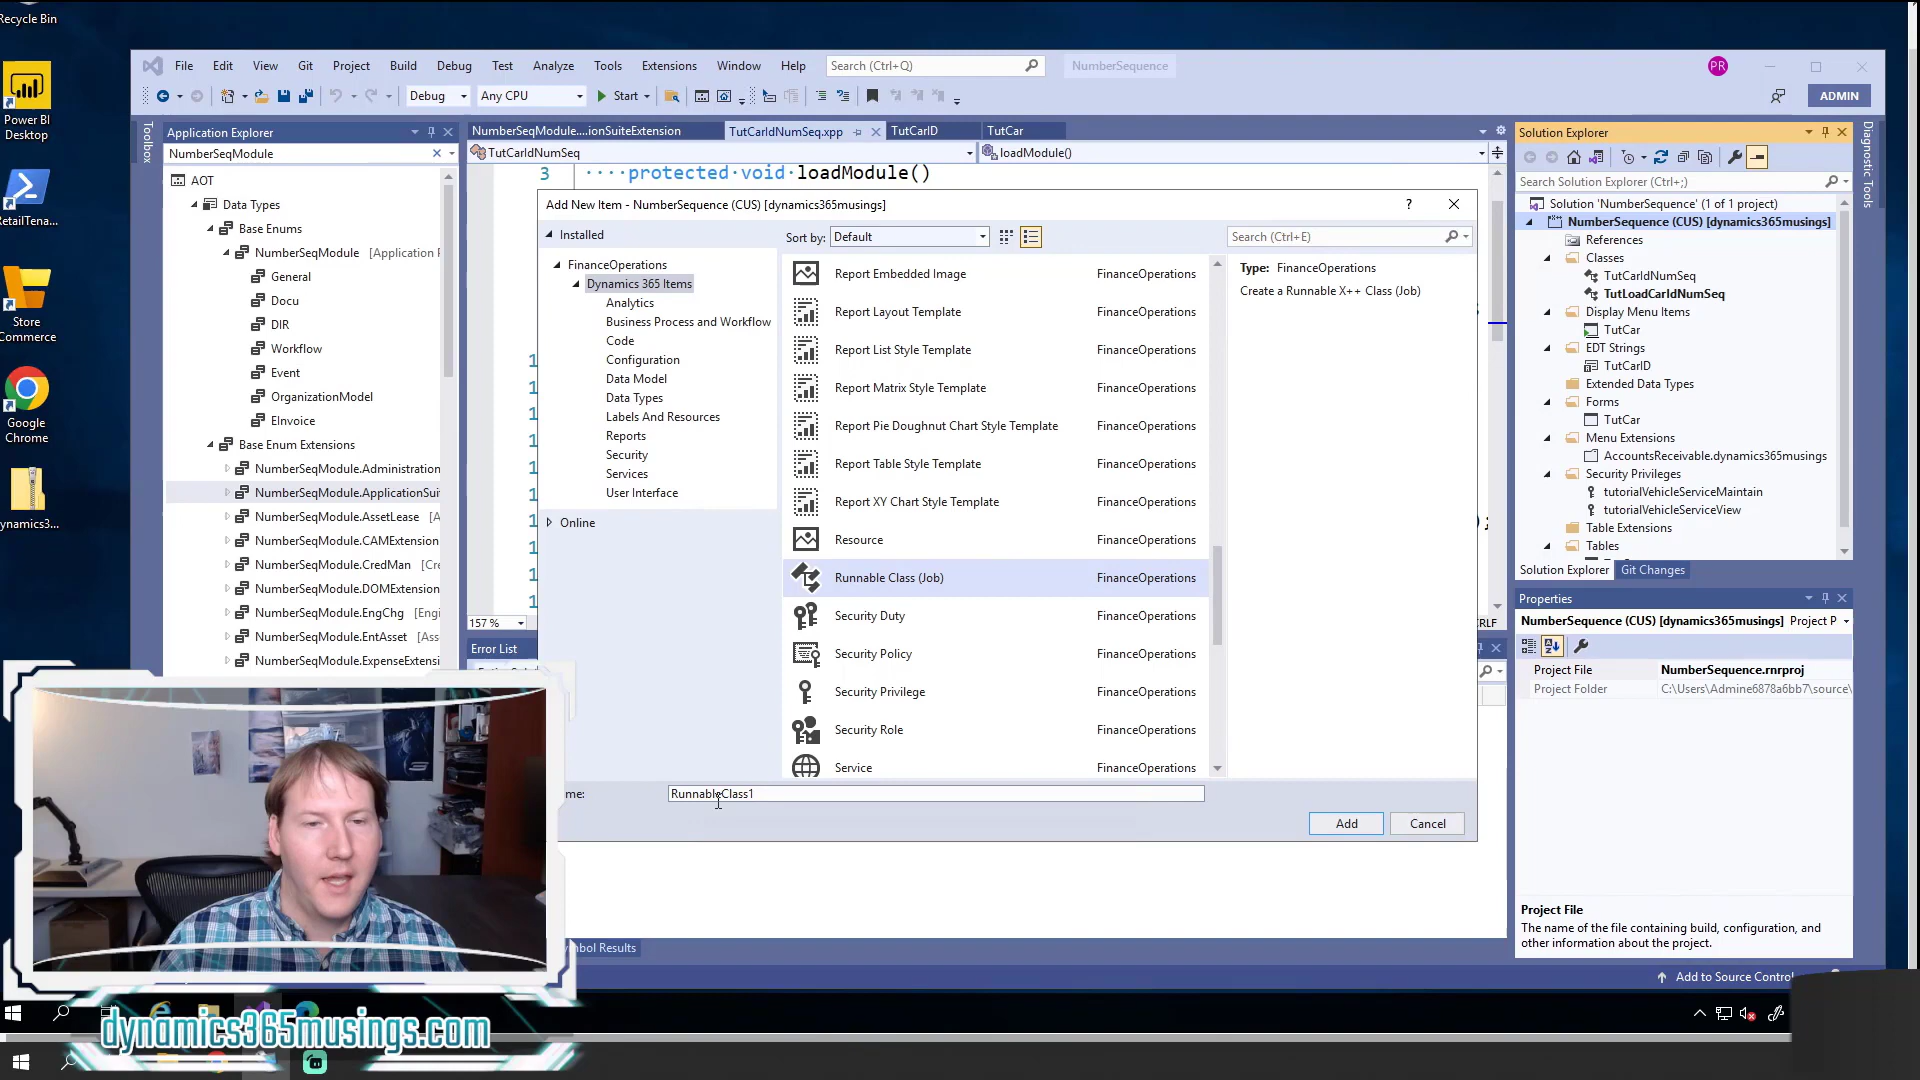 Recycle Bin
Power BI
Desktop
RetailTena...
Store
Commerce
Google
Chrome
dynamics3...
File Edit View Git Project Build Debug Test Analyze Tools Extensions Window Help Search (Ctrl+Q) NumberSequence PR
Debug Any CPU Start ADMIN
Toolbox
Application Explorer
NumberSeqModule
AOT
Data Types
Base Enums
NumberSeqModule [Application P
General
Docu
DIR
Workflow
Event
OrganizationModel
EInvoice
Base Enum Extensions
NumberSeqModule.Administration
NumberSeqModule.ApplicationSuit
NumberSeqModule.AssetLease [A
NumberSeqModule.CAMExtension
NumberSeqModule.CredMan [Cre
NumberSeqModule.DOMExtension
NumberSeqModule.EngChg [Engi
NumberSeqModule.EntAsset [Asse
NumberSeqModule.ExpenseExtensi
NumberSeqModule....ionSuiteExtension TutCarIdNumSeq.xpp TutCarID TutCar
TutCarIdNumSeq loadModule()
3 ····protected·void·loadModule()
157 %
Error List
Add New Item - NumberSequence (CUS) [dynamics365musings] ?
Installed
FinanceOperations
Dynamics 365 Items
Analytics
Business Process and Workflow
Code
Configuration
Data Model
Data Types
Labels And Resources
Reports
Security
Services
User Interface
Online
Sort by: Default
Search (Ctrl+E)
Report Embedded Image FinanceOperations
Report Layout Template FinanceOperations
Report List Style Template FinanceOperations
Report Matrix Style Template FinanceOperations
Report Pie Doughnut Chart Style Template FinanceOperations
Report Table Style Template FinanceOperations
Report XY Chart Style Template FinanceOperations
Resource FinanceOperations
Runnable Class (Job) FinanceOperations
Security Duty FinanceOperations
Security Policy FinanceOperations
Security Privilege FinanceOperations
Security Role FinanceOperations
Service FinanceOperations
Type: FinanceOperations
Create a Runnable X++ Class (Job)
ame: RunnableClass1
Add Cancel
);
CRLF
mbol Results
Solution Explorer
Search Solution Explorer (Ctrl+;)
Solution 'NumberSequence' (1 of 1 project)
NumberSequence (CUS) [dynamics365musings]
References
Classes
TutCarIdNumSeq
TutLoadCarIdNumSeq
Display Menu Items
TutCar
EDT Strings
TutCarID
Extended Data Types
Forms
TutCar
Menu Extensions
AccountsReceivable.dynamics365musings
Security Privileges
tutorialVehicleServiceMaintain
tutorialVehicleServiceView
Table Extensions
Tables
Solution Explorer Git Changes
Properties
NumberSequence (CUS) [dynamics365musings] Project P
Project File NumberSequence.rnrproj
Project Folder C:\Users\Admine6878a6bb7\source\
Project File
The name of the file containing build, configuration, and
other information about the project.
Diagnostic Tools
Add to Source Control
dynamics365musings.com